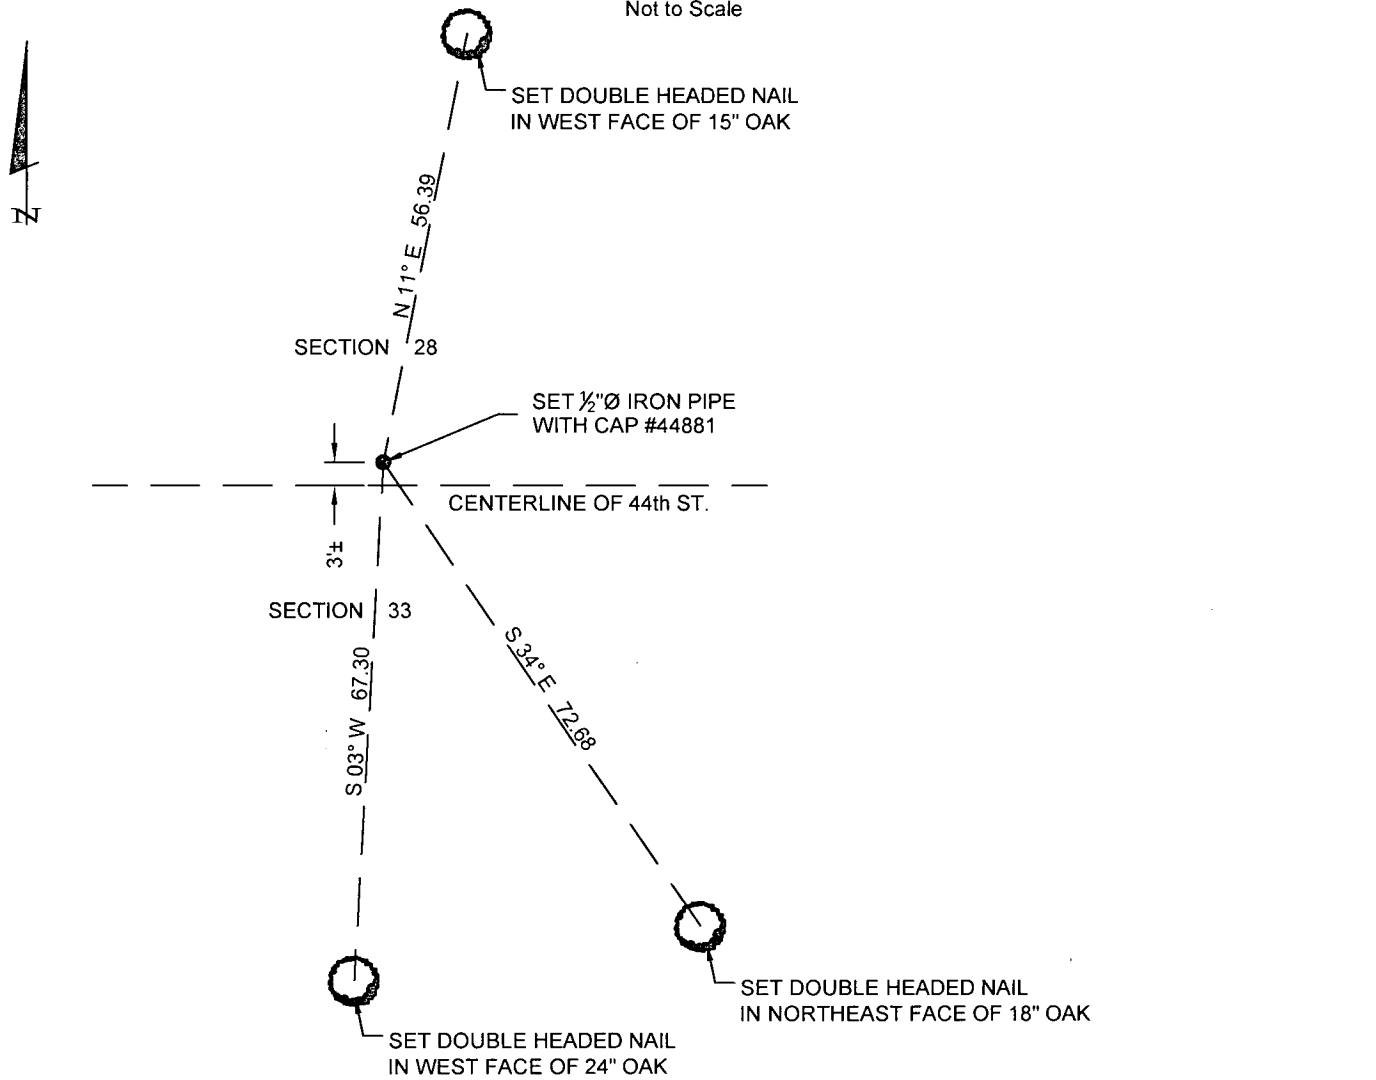 Not to Scale
SET DOUBLE HEADED NAIL
IN WEST FACE OF 15" OAK
N
N 11° E 56.39
SECTION 28
SET ½"Ø IRON PIPE
WITH CAP #44881
CENTERLINE OF 44th ST.
3'±
SECTION 33
S 34° E 72.68
S 03° W 67.30
SET DOUBLE HEADED NAIL
IN NORTHEAST FACE OF 18" OAK
SET DOUBLE HEADED NAIL
IN WEST FACE OF 24" OAK